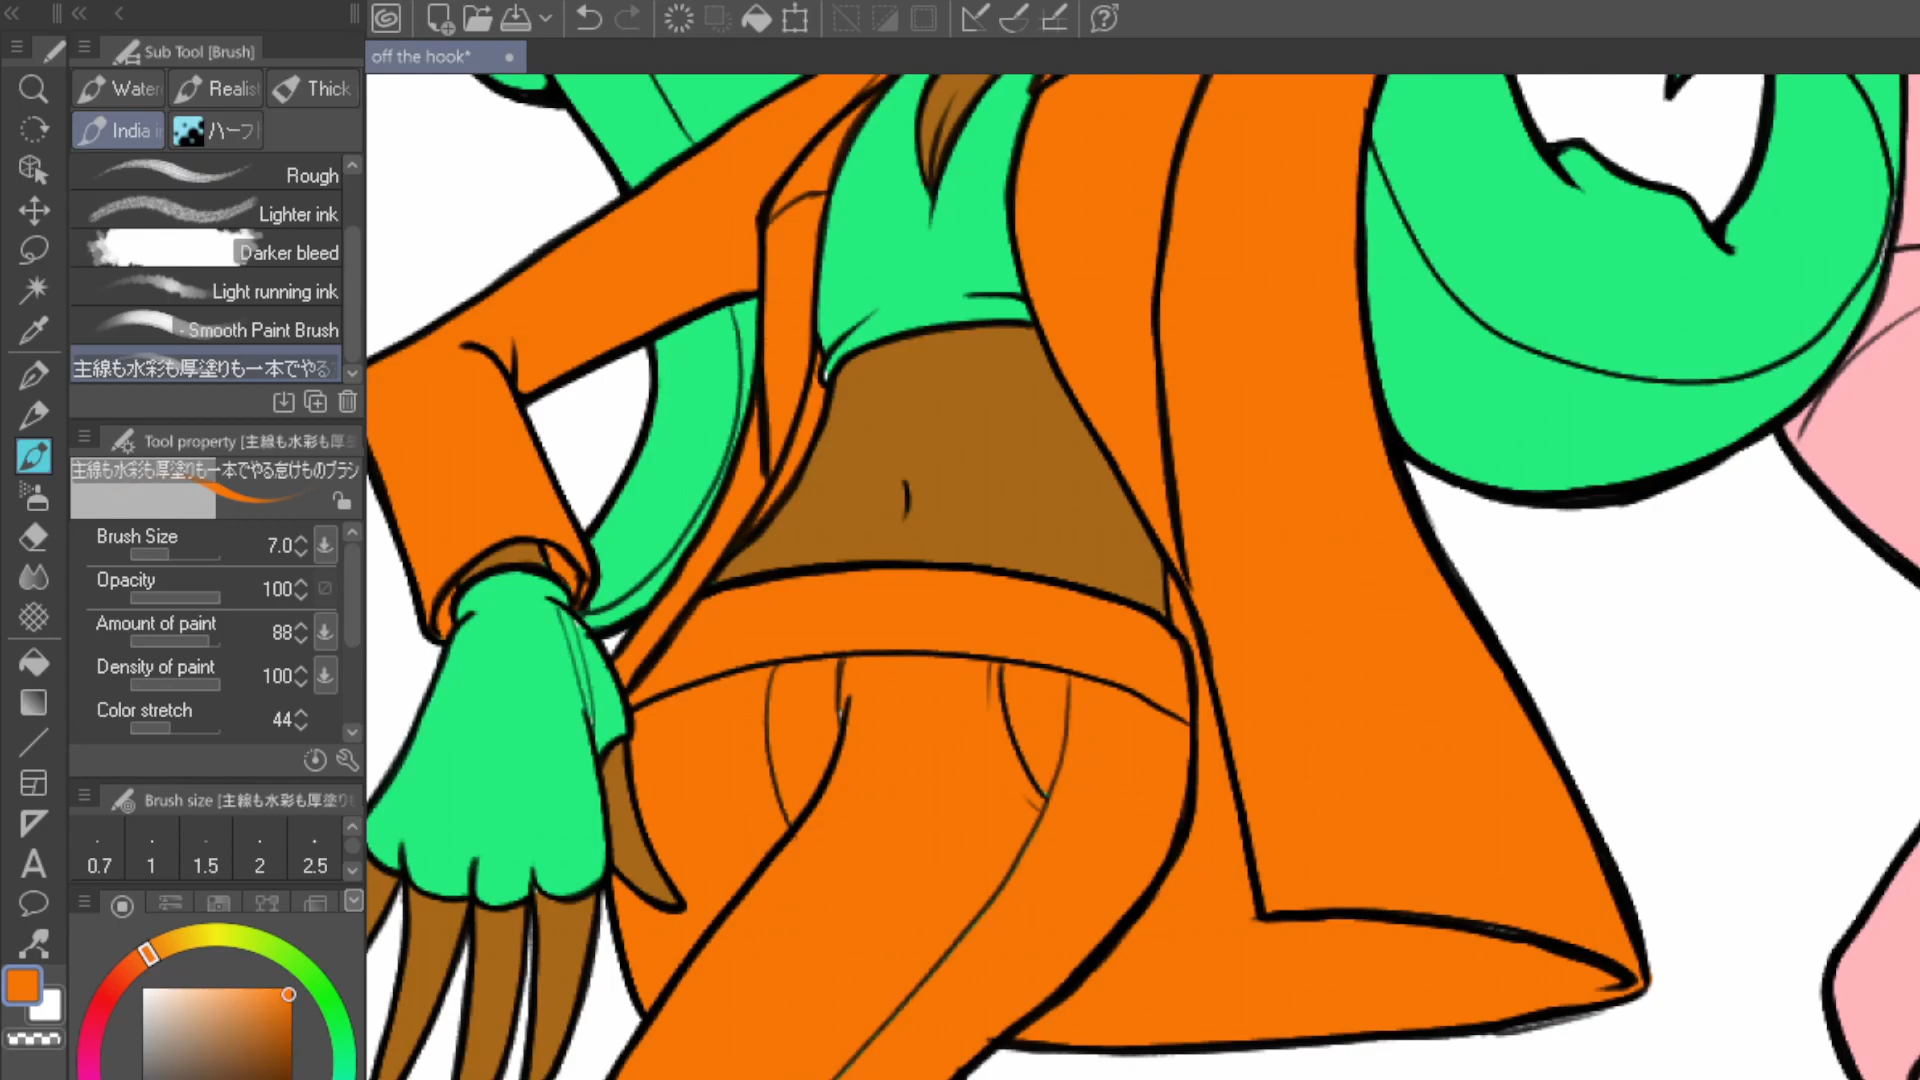 Sub Tool [Brush]
off the hook*
Water
Realist
Thick
India i
ハーフト
Rough
Lighter ink
Darker bleed
Light running ink
- Smooth Paint Brush
主線も水彩も厚塗りも一本でやる
Tool property [主線も水彩も厚
主線も水彩も厚塗りも一本でやる怠けものブラシ
Brush Size 7.0
Opacity 100
Amount of paint 88
Density of paint 100
Color stretch 44
Brush size [主線も水彩も厚塗りも
0.7 1 1.5 2 2.5